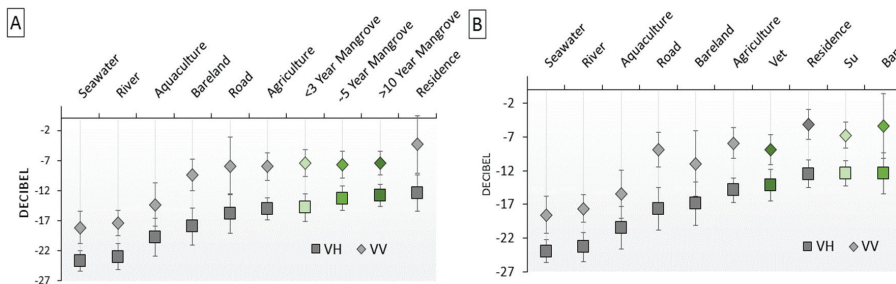 A
Seawater
River
Aquaculture
Bareland
Road
Agriculture
<3 Year Mangrove
-5 Year Mangrove
>10 Year Mangrove
Residence
DECIBEL
-2
-7
-12
-17
-22
-27
VH VV
B
Seawater
River
Aquaculture
Road
Bareland
Agriculture
Vet
Residence
Su
Ban
DECIBEL
-2
-7
-12
-17
-22
-27
VH VV